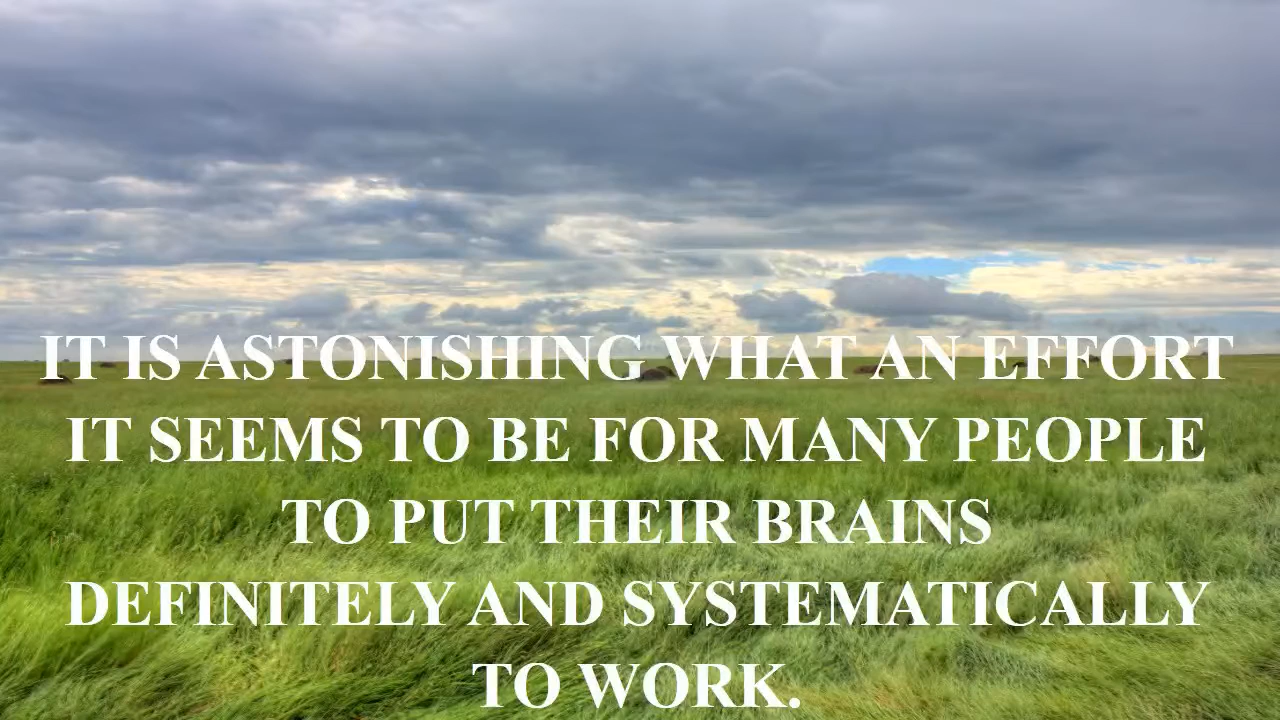 IT IS ASTONISHING WHAT AN EFFORT
IT SEEMS TO BE FOR MANY PEOPLE
TO PUT THEIR BRAINS
DEFINITELY AND SYSTEMATICALLY
TO WORK.